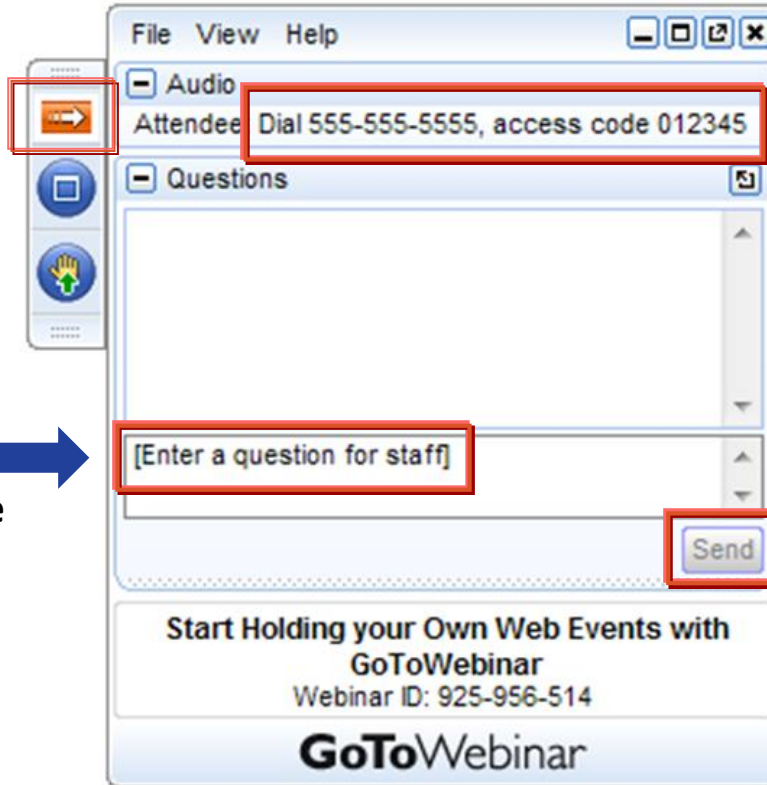 File View Help
Audio
Attendee Dial 555-555-5555, access code 012345
Questions
[Enter a question for staff]
e
Send
Start Holding your Own Web Events with
GoToWebinar
Webinar ID: 925-956-514
GoToWebinar